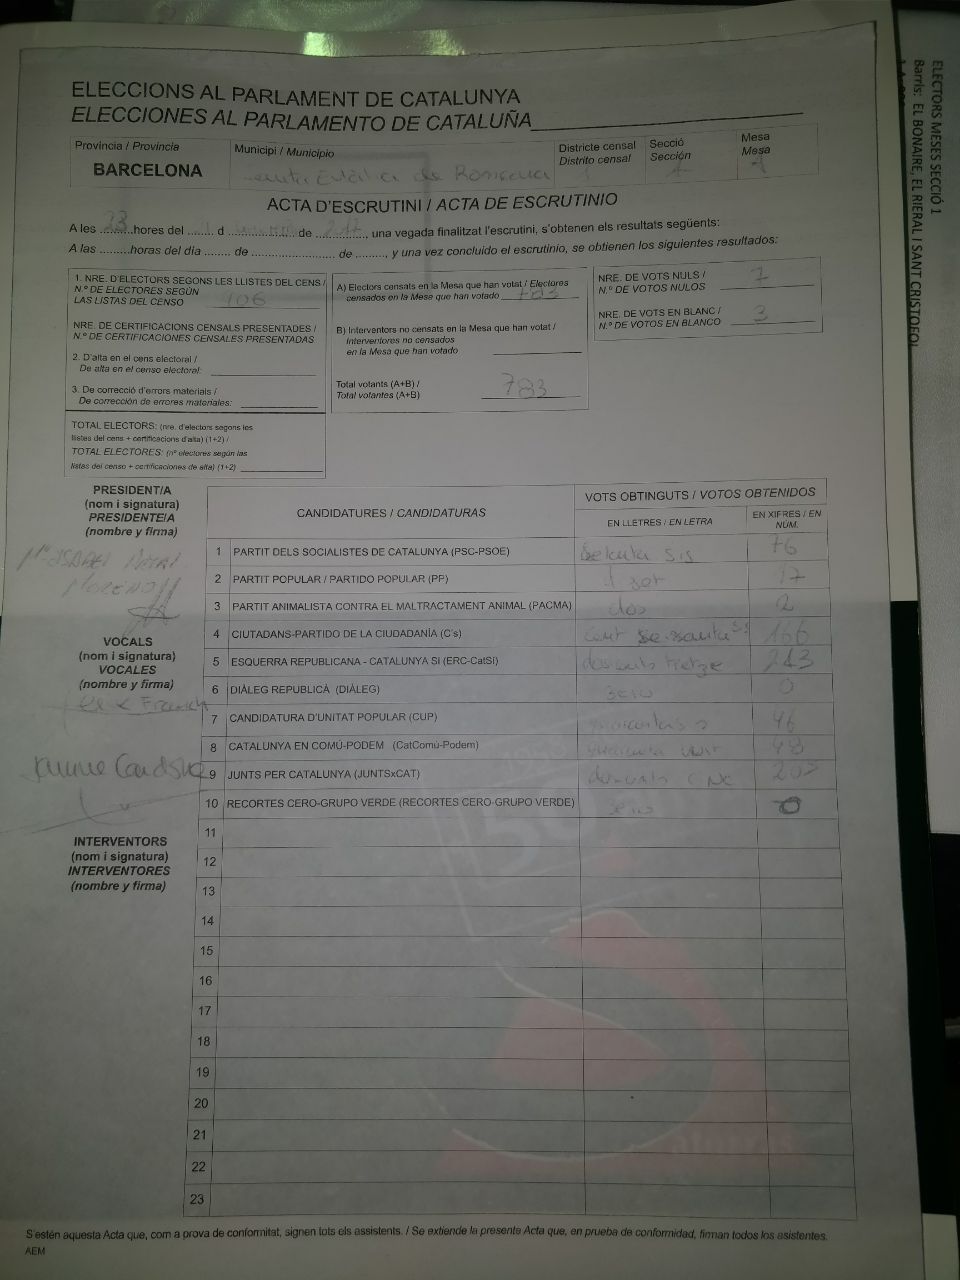 ELECTORS MESES SECCIÓ 1
Barris: EL BONAIRE, EL RIERAL I SANT CRISTOFOL
ELECCIONS AL PARLAMENT DE CATALUNYA
ELECCIONES AL PARLAMENTO DE CATALUÑA
Província / Provincia
BARCELONA
Municipi / Municipio
Santa Eulàlia de Ronçana
Districte censal
Distrito censal
1
Secció
Sección
1
Mesa
Mesa
A
ACTA D'ESCRUTINI / ACTA DE ESCRUTINIO
A les 23 hores del d de 2017, una vegada finalitzat l'escrutini, s'obtenen els resultats següents:
A las ......... horas del día ....... de ........................ de ........., y una vez concluido el escrutinio, se obtienen los siguientes resultados:
1. NRE. D'ELECTORS SEGONS LES LLISTES DEL CENS /
N.º DE ELECTORES SEGÚN
LAS LISTAS DEL CENSO
NRE. DE CERTIFICACIONS CENSALS PRESENTADES /
N.º DE CERTIFICACIONES CENSALES PRESENTADAS
2. D'alta en el cens electoral /
De alta en el censo electoral:
3. De correcció d'errors materials /
De corrección de errores materiales:
TOTAL ELECTORS: (nre. d'electors segons les
llistes del cens + certificacions d'alta) (1+2) /
TOTAL ELECTORES: (nº electores según las
listas del censo + certificaciones de alta) (1+2)
A) Electors censats en la Mesa que han votat / Electores
censados en la Mesa que han votado 783
B) Interventors no censats en la Mesa que han votat /
Interventores no censados
en la Mesa que han votado
Total votants (A+B) /
Total votantes (A+B) 783
NRE. DE VOTS NULS /
N.º DE VOTOS NULOS 7
NRE. DE VOTS EN BLANC /
N.º DE VOTOS EN BLANCO 3
PRESIDENT/A
(nom i signatura)
PRESIDENTE/A
(nombre y firma)
Mª ISABEL
MORENO
VOCALS
(nom i signatura)
VOCALES
(nombre y firma)
Jaume
INTERVENTORS
(nom i signatura)
INTERVENTORES
(nombre y firma)
CANDIDATURES / CANDIDATURAS
VOTS OBTINGUTS / VOTOS OBTENIDOS
EN LLETRES / EN LETRA
EN XIFRES / EN NÚM.
1 PARTIT DELS SOCIALISTES DE CATALUNYA (PSC-PSOE) setanta sis 76
2 PARTIT POPULAR / PARTIDO POPULAR (PP) 17
3 PARTIT ANIMALISTA CONTRA EL MALTRACTAMENT ANIMAL (PACMA) dos 2
4 CIUTADANS-PARTIDO DE LA CIUDADANÍA (C's) cent se-santa sis 166
5 ESQUERRA REPUBLICANA - CATALUNYA SÍ (ERC-CatSí) dos-cents tretze 213
6 DIÀLEG REPUBLICÀ (DIÀLEG) zero 0
7 CANDIDATURA D'UNITAT POPULAR (CUP) 46
8 CATALUNYA EN COMÚ-PODEM (CatComú-Podem) quaranta vuit 48
9 JUNTS PER CATALUNYA (JUNTSxCAT) dos-cents cinc 205
10 RECORTES CERO-GRUPO VERDE (RECORTES CERO-GRUPO VERDE) zero 0
11
12
13
14
15
16
17
18
19
20
21
22
23
S'estén aquesta Acta que, com a prova de conformitat, signen tots els assistents. / Se extiende la presente Acta que, en prueba de conformidad, firman todos los asistentes.
AEM